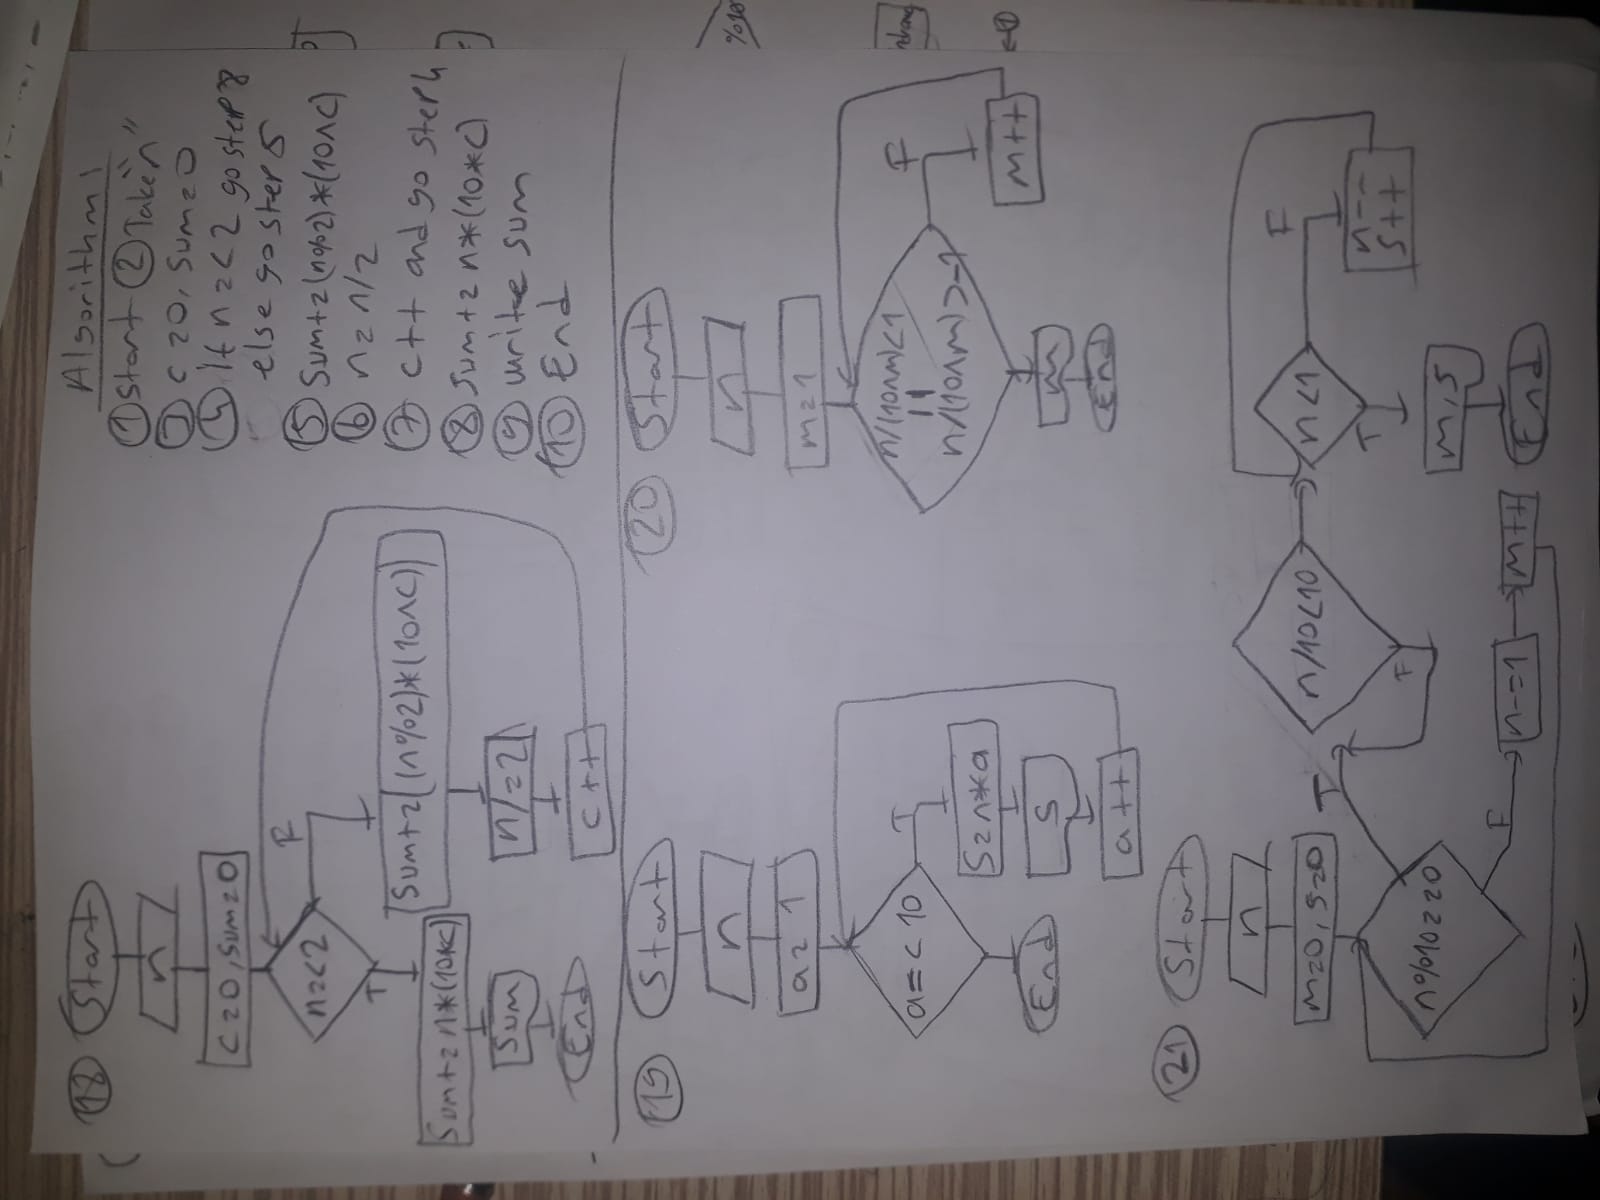 18 Start
n
c=0, sum=0
n=<2
F
T
Sum+=((n%2)*(10^c))
Sum+=n*(10*c)
n/=2
Sum
c++
End
Algorithm:
1 Start 2 Take "n"
3 c=0, sum=0
4 if n=<2 go step 8
else go step 5
5 Sum+=(n%2)*(10^c)
6 n=n/2
7 c++ and go step 4
8 Sum+=n*(10*c)
9 write sum
10 End
19 Start
n
a=1
a=<10
T
S=n*a
S
a++
End
20 Start
n
m=1
n/(10^m)<1
||
n/(10^m)>-1
F
m++
m
End
21 Start
n
m=0, s=0
n%10==0
T
F
n-=1
m++
n/10<10
F
n<1
F
n--
s++
T
m,s
End
%10